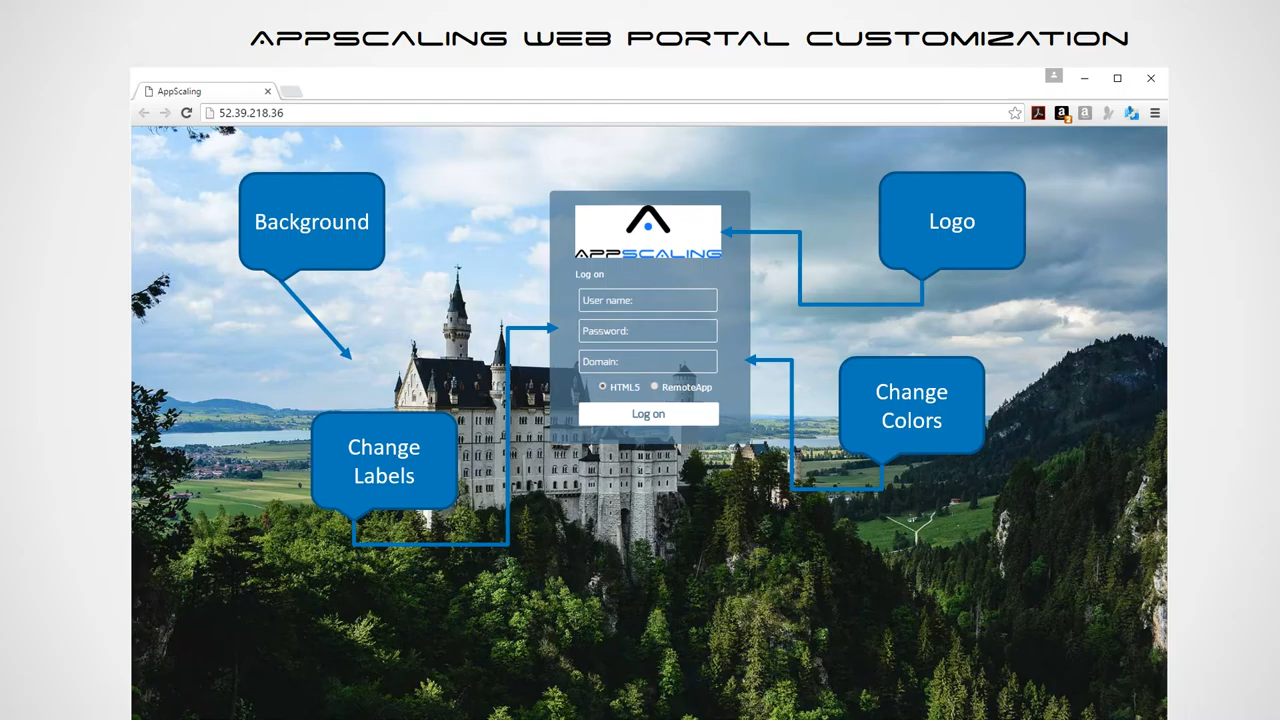 APPSCALING WEB PORTAL CUSTOMIZATION
AppScaling
52.39.218.36
Background
Logo
APPSCALING
Log on
User name:
Password:
Domain:
HTML5 RemoteApp
Log on
Change
Labels
Change
Colors